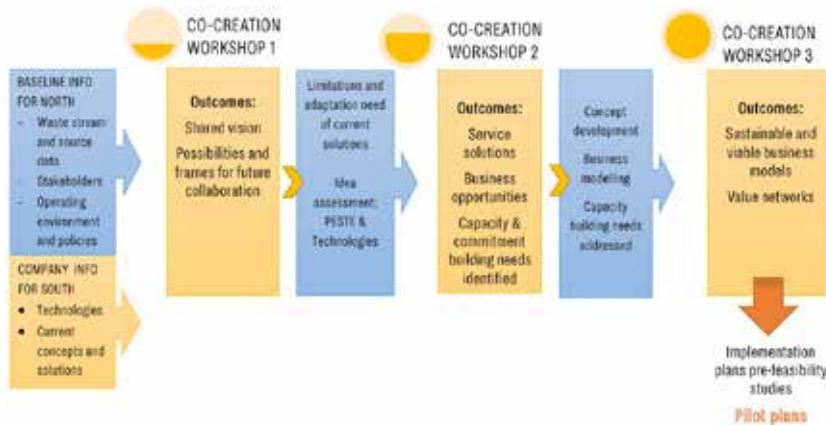 CO-CREATION
WORKSHOP 1
CO-CREATION
WORKSHOP 2
CO-CREATION
WORKSHOP 3
BASELINE INFO
FOR NORTH
- Waste stream
and source
data
- Stakeholders
- Operating
environment
and policies
COMPANY INFO
FOR SOUTH
• Technologies
• Current
concepts and
solutions
Outcomes:
Shared vision
Possibilities and
frames for future
collaboration
Limitations and
adaptation need
of current
solutions
Idea
assessment:
PESTE &
Technologies
Outcomes:
Service
solutions
Business
opportunities
Capacity &
commitment
building needs
identified
Concept
development
Business
modelling
Capacity
building needs
addressed
Outcomes:
Sustainable and
viable business
models
Value networks
Implementation
plans pre-feasibility
studies
Pilot plans